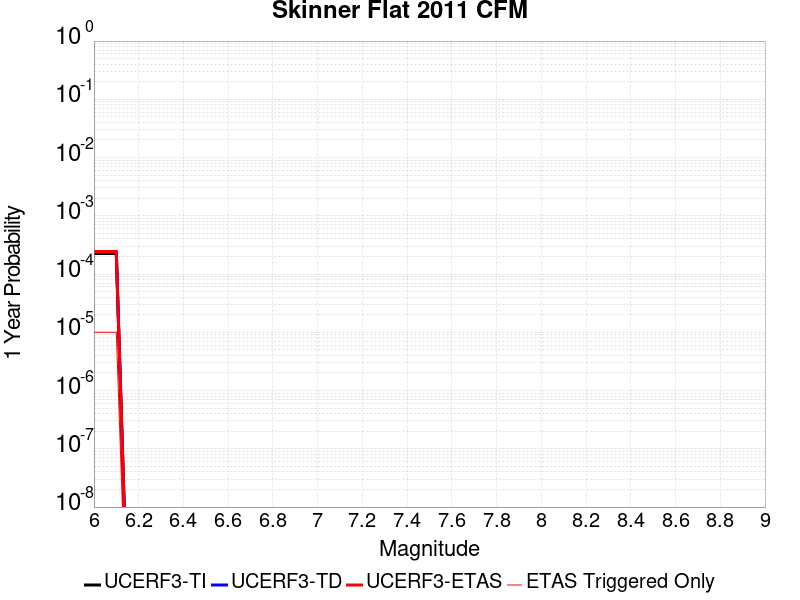 Skinner Flat 2011 CFM
10 0
10 -1
10 -2
10 -3
10 -4
10 -5
10 -6
10 -7
10 -8
1 Year Probability
6 6.2 6.4 6.6 6.8 7 7.2 7.4 7.6 7.8 8 8.2 8.4 8.6 8.8 9
Magnitude
UCERF3-TI UCERF3-TD UCERF3-ETAS ETAS Triggered Only